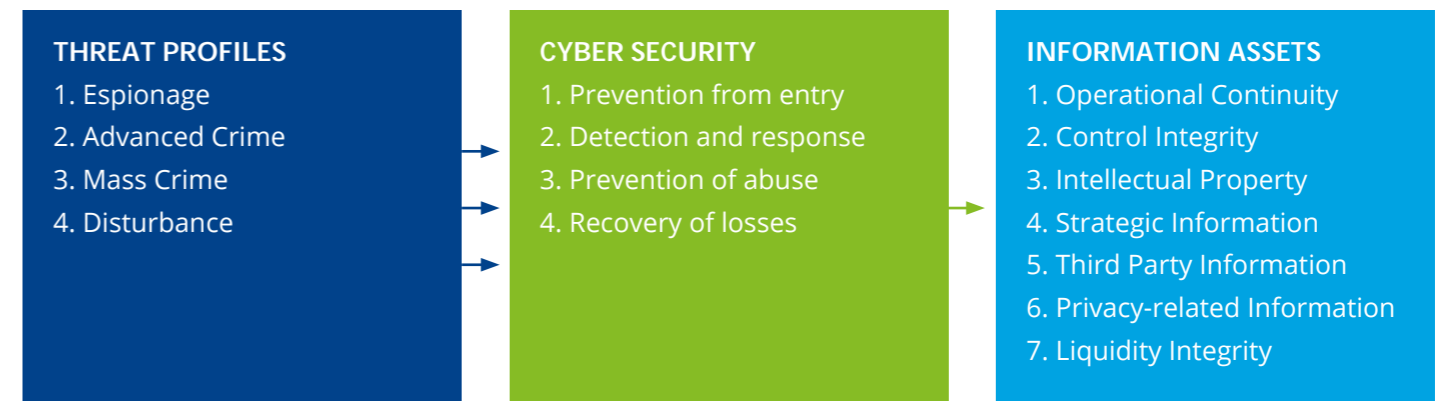 THREAT PROFILES
1. Espionage
2. Advanced Crime
3. Mass Crime
4. Disturbance
CYBER SECURITY
1. Prevention from entry
2. Detection and response
3. Prevention of abuse
4. Recovery of losses
INFORMATION ASSETS
1. Operational Continuity
2. Control Integrity
3. Intellectual Property
4. Strategic Information
5. Third Party Information
6. Privacy-related Information
7. Liquidity Integrity